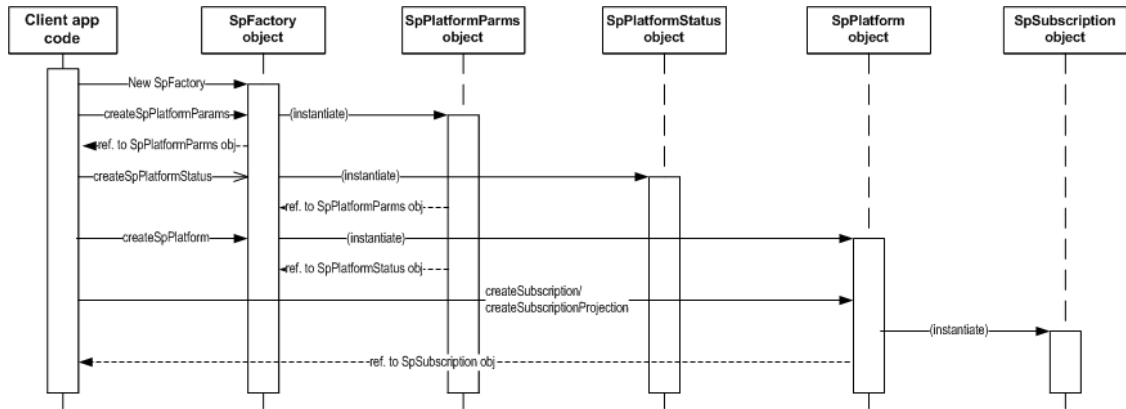 Client app
code
SpFactory
object
SpPlatformParms
object
SpPlatformStatus
object
SpPlatform
object
SpSubscription
object
New SpFactory
createSpPlatformParams
(instantiate)
ref. to SpPlatformParms obj
createSpPlatformStatus
(instantiate)
ref. to SpPlatformParms obj
createSpPlatform
(instantiate)
ref. to SpPlatformStatus obj
createSubscription/
createSubscriptionProjection
(instantiate)
ref. to SpSubscription obj